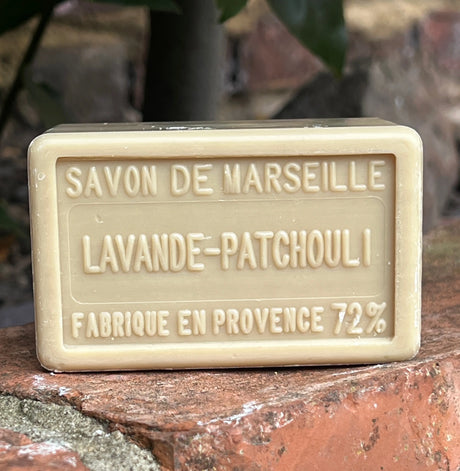 SAVON DE MARSEILLE
LAVANDE-PATCHOULI
FABRIQUE EN PROVENCE 72%